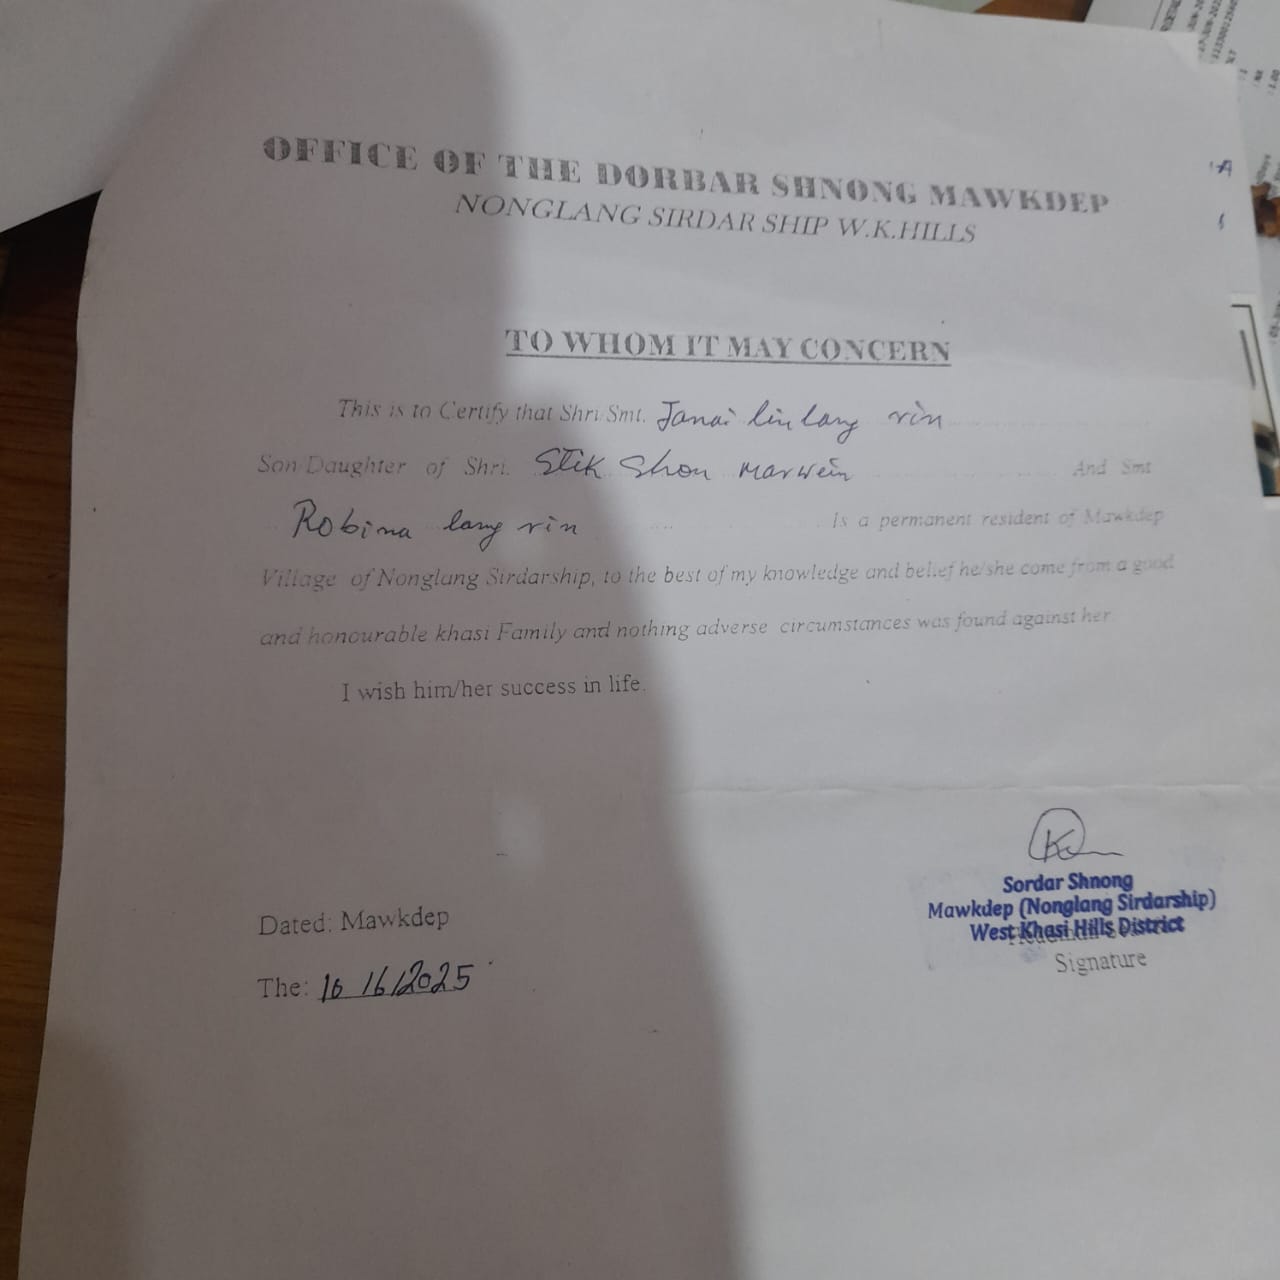 OFFICE OF THE DORBAR SHNONG MAWKDEP
NONGLANG SIRDAR SHIP W.K.HILLS
TO WHOM IT MAY CONCERN
This is to Certify that Shri Smt. Janai lin lang rin
Son Daughter of Shri. Stik Shon marwein And Smt
Robina lang rin is a permanent resident of Mawkdep
Village of Nonglang Sirdarship, to the best of my knowledge and belief he/she come from a good
and honourable khasi Family and nothing adverse circumstances was found against her
I wish him/her success in life.
Sordar Shnong
Mawkdep (Nonglang Sirdarship)
West Khasi Hills District
Signature
Dated: Mawkdep
The: 16/6/2025